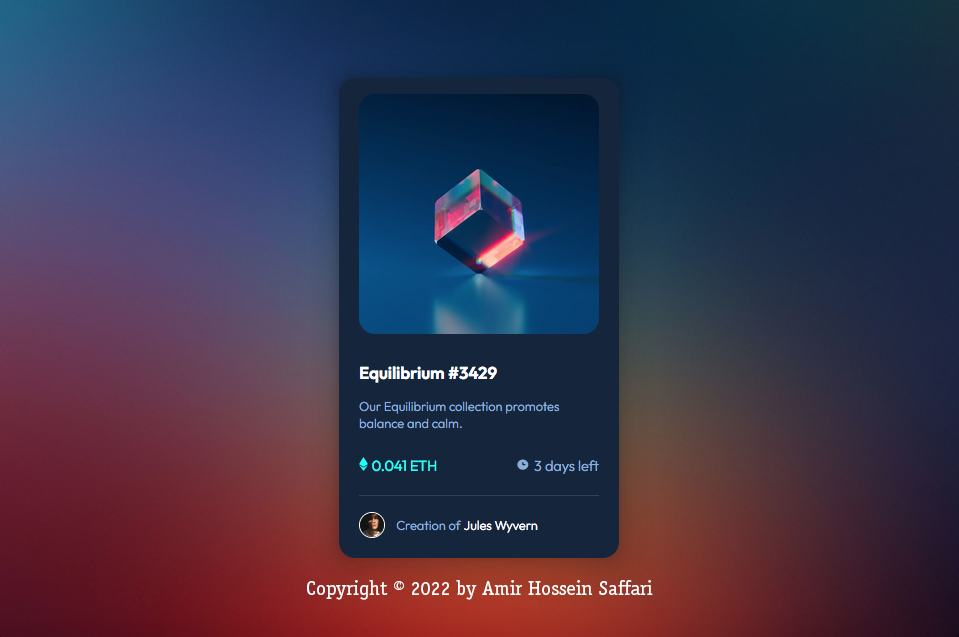 Equilibrium #3429
Our Equilibrium collection promotes
balance and calm.
0.041 ETH
3 days left
Creation of Jules Wyvern
Copyright © 2022 by Amir Hossein Saffari